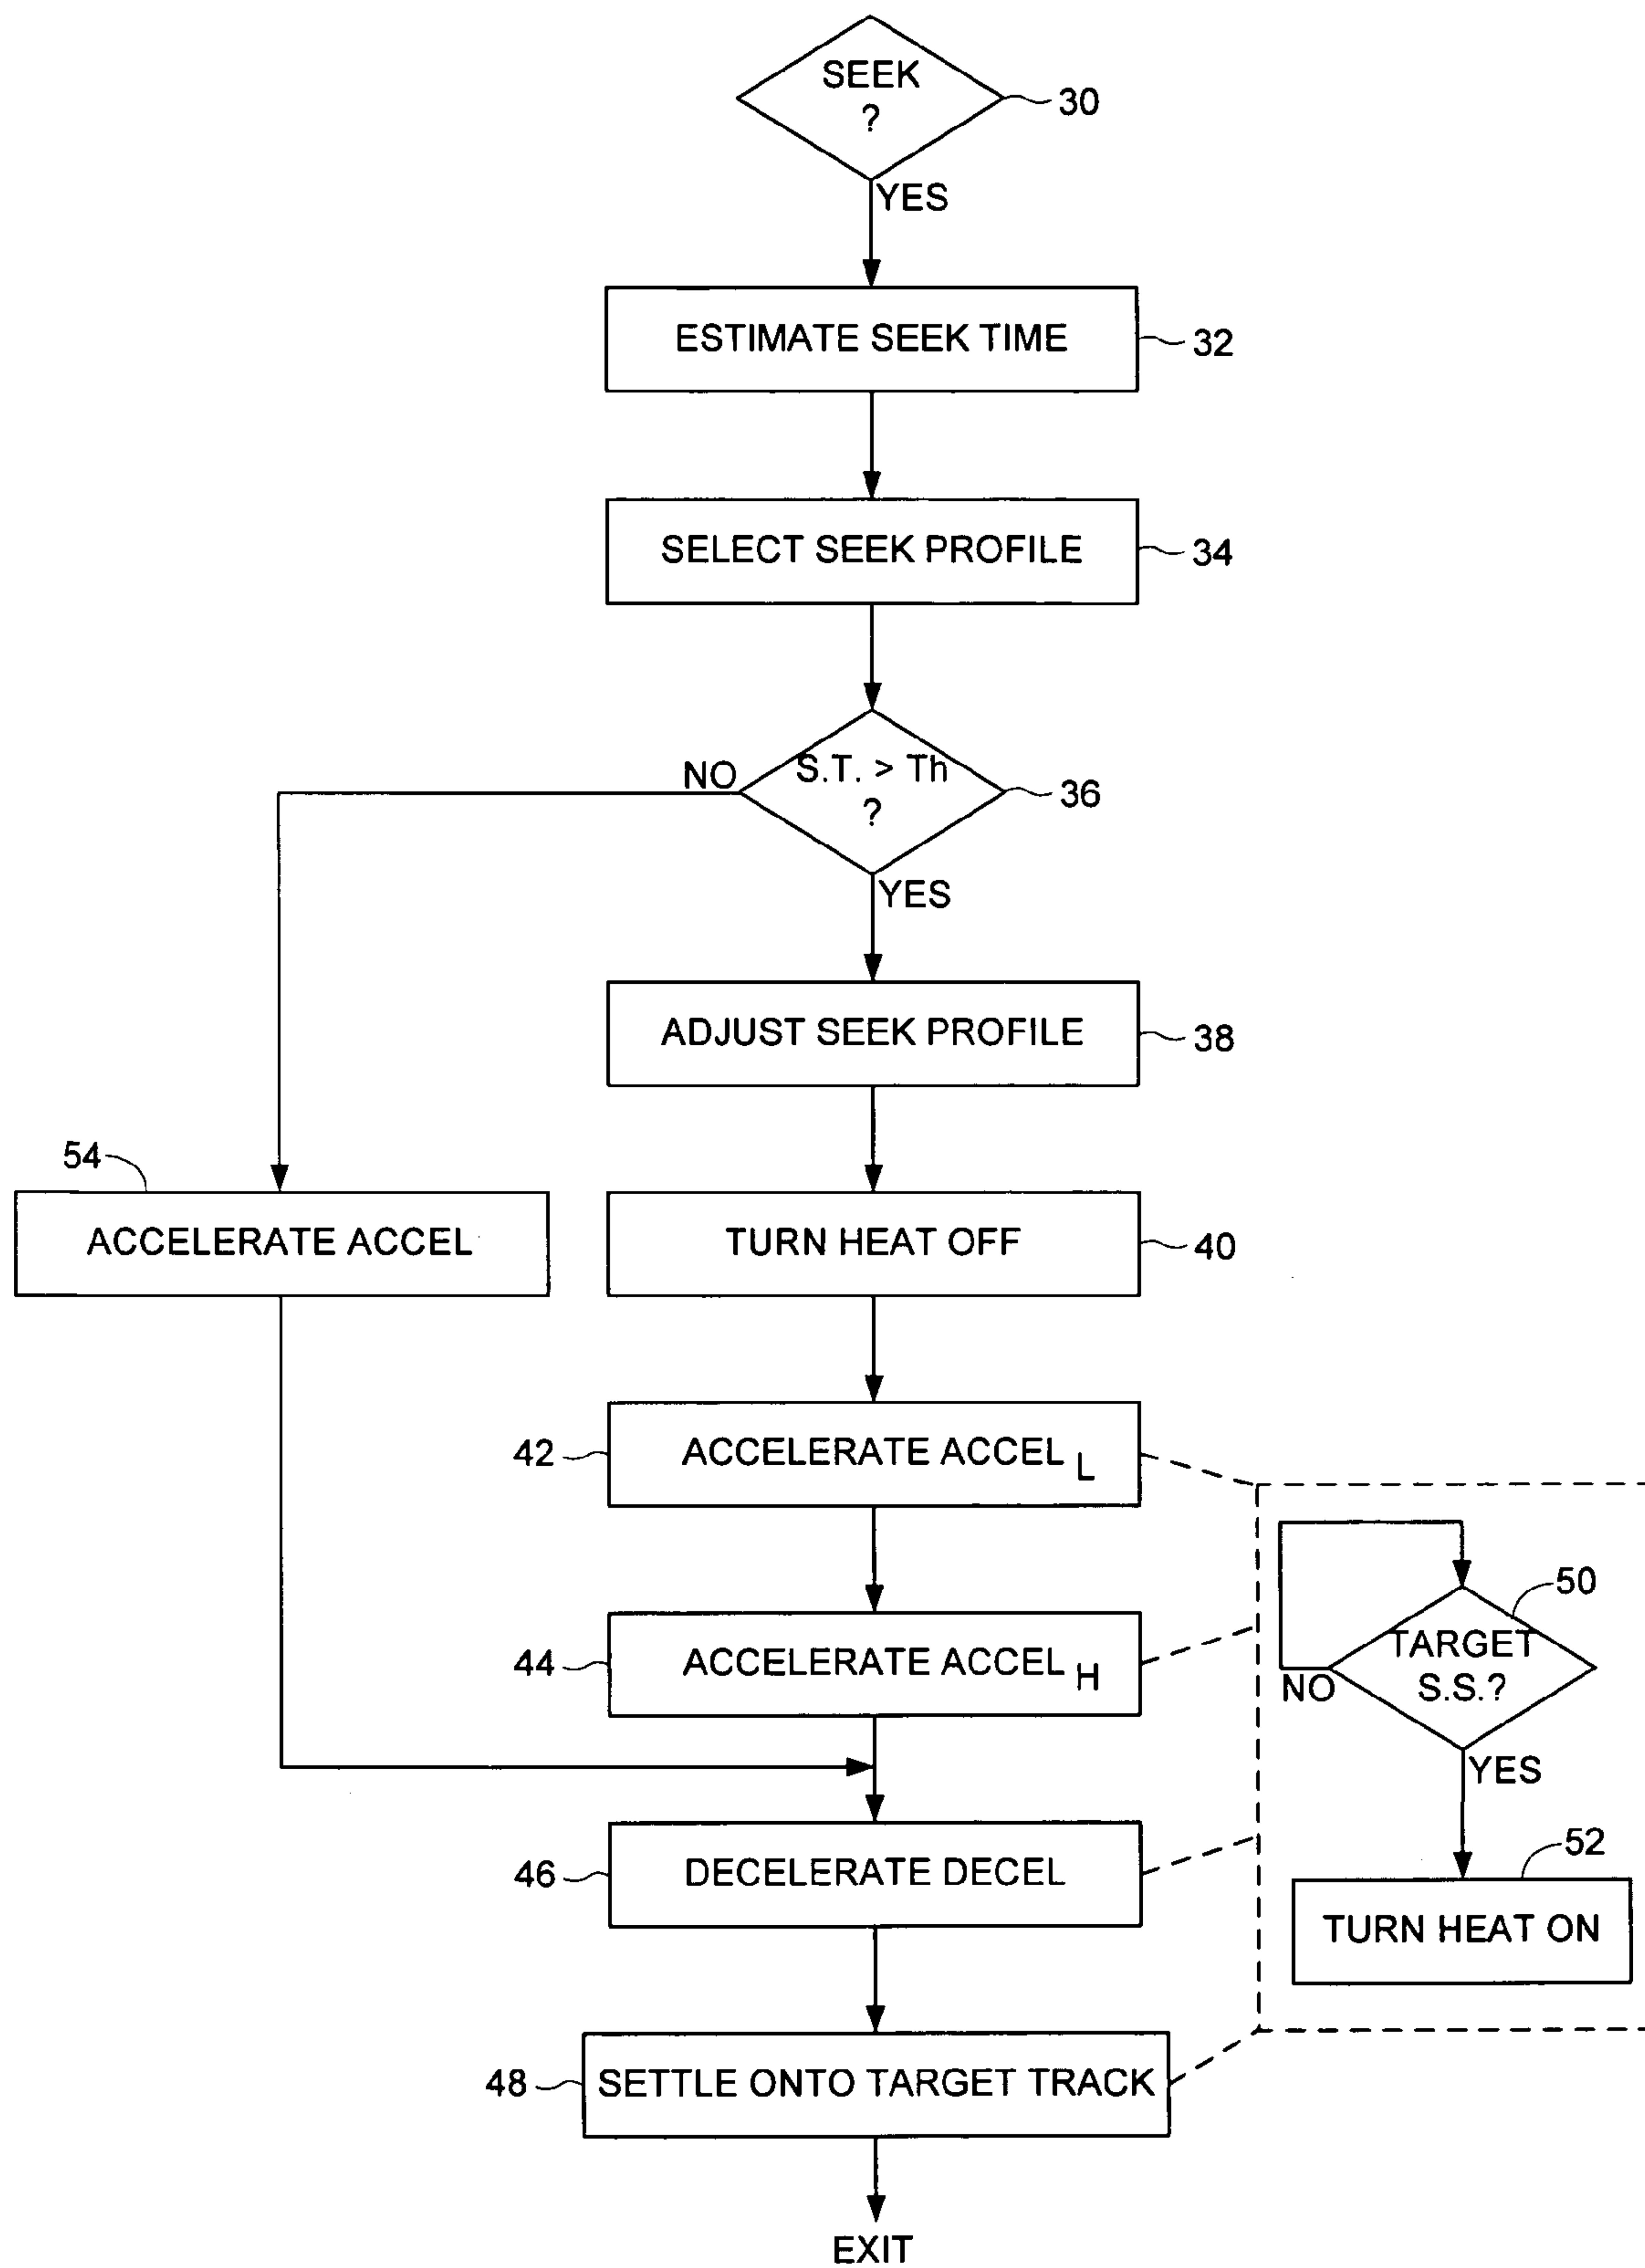 SEEK
?
30
YES
ESTIMATE SEEK TIME
32
SELECT SEEK PROFILE
34
NO
S.T. > Th
?
36
YES
ADJUST SEEK PROFILE
38
54
ACCELERATE ACCEL
TURN HEAT OFF
40
42
ACCELERATE ACCEL L
44
ACCELERATE ACCEL H
50
TARGET
S.S.?
NO
YES
46
DECELERATE DECEL
52
TURN HEAT ON
48
SETTLE ONTO TARGET TRACK
EXIT